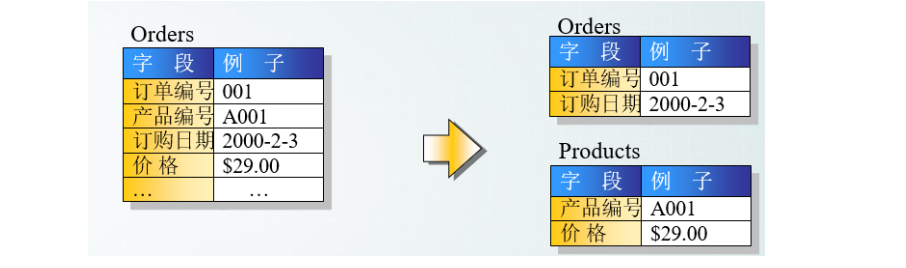 Orders
字 段 例 子
订单编号 001
产品编号 A001
订购日期 2000-2-3
价 格 $29.00
… …
Orders
字 段 例 子
订单编号 001
订购日期 2000-2-3
Products
字 段 例 子
产品编号 A001
价 格 $29.00